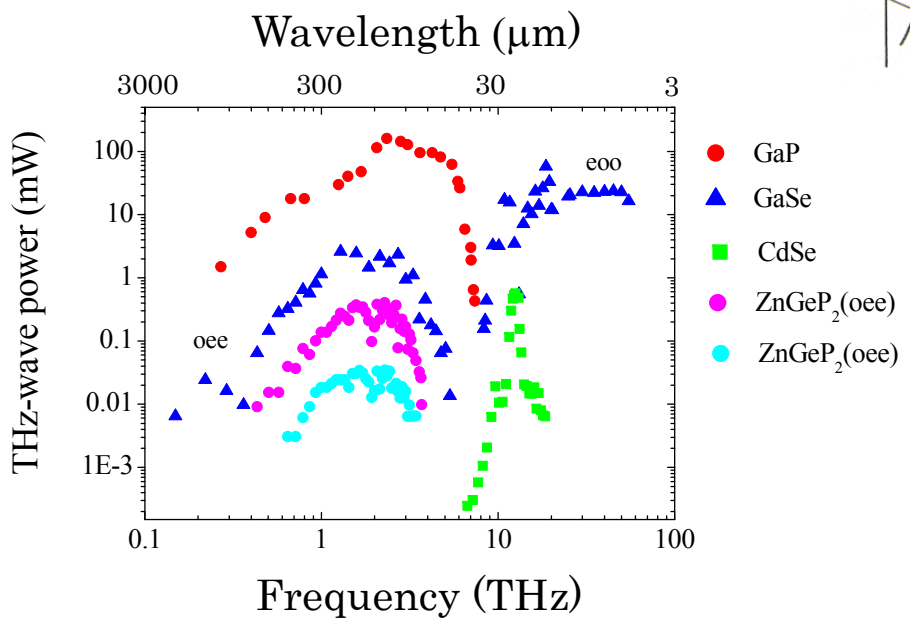 Wavelength (μm)
3000 300 30 3
THz-wave power (mW)
100
10
1
0.1
0.01
1E-3
eoo
oee
GaP
GaSe
CdSe
ZnGeP₂(oee)
ZnGeP₂(oee)
0.1 1 10 100
Frequency (THz)